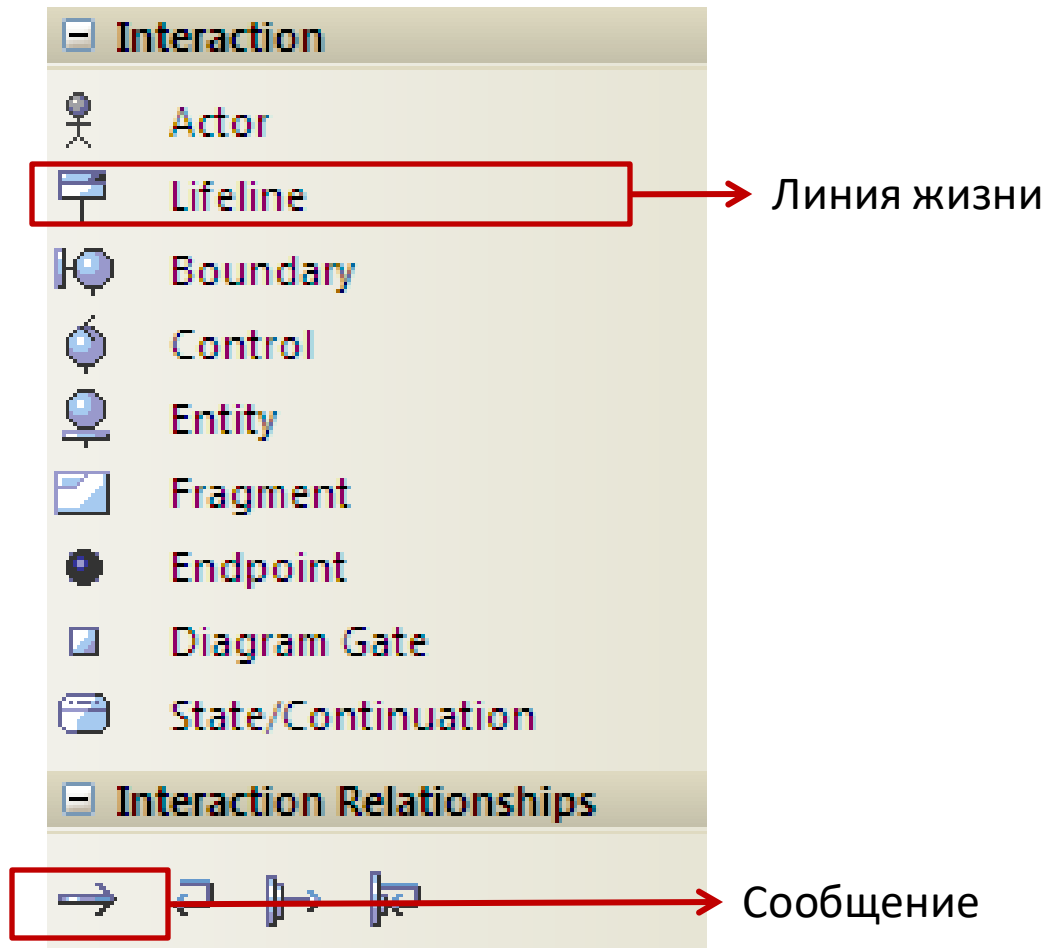 Interaction
Actor
Lifeline
Линия жизни
Boundary
Control
Entity
Fragment
Endpoint
Diagram Gate
State/Continuation
Interaction Relationships
Сообщение